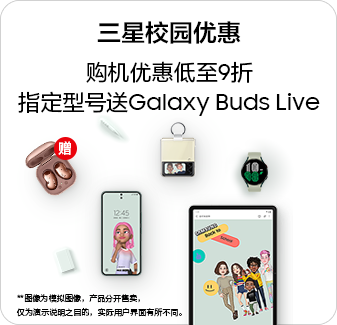 三星校园优惠
购机优惠低至9折
指定型号送Galaxy Buds Live
赠
12:45
SAMSUNG
Back to
School
**图像为模拟图像，产品分开售卖，
仅为演示说明之目的，实际用户界面有所不同。